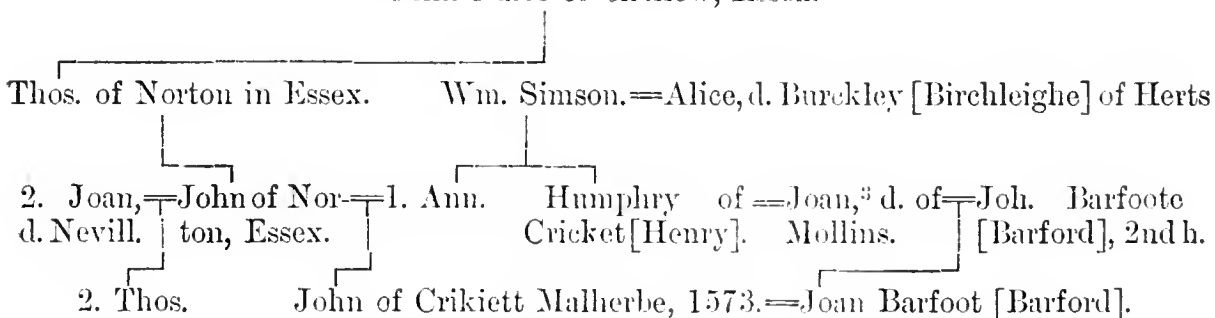 Thos. of Norton in Essex. Wm. Simson.=Alice, d. Burckley [Birchleighe] of Herts
2. Joan,=John of Nor-=1. Ann. Humphry of =Joan,³ d. of=Joh. Barfoote
d. Nevill. ton, Essex. Cricket [Henry]. Mollins. [Barford], 2nd h.
2. Thos. John of Crikiett Malherbe, 1573.=Joan Barfoot [Barford].